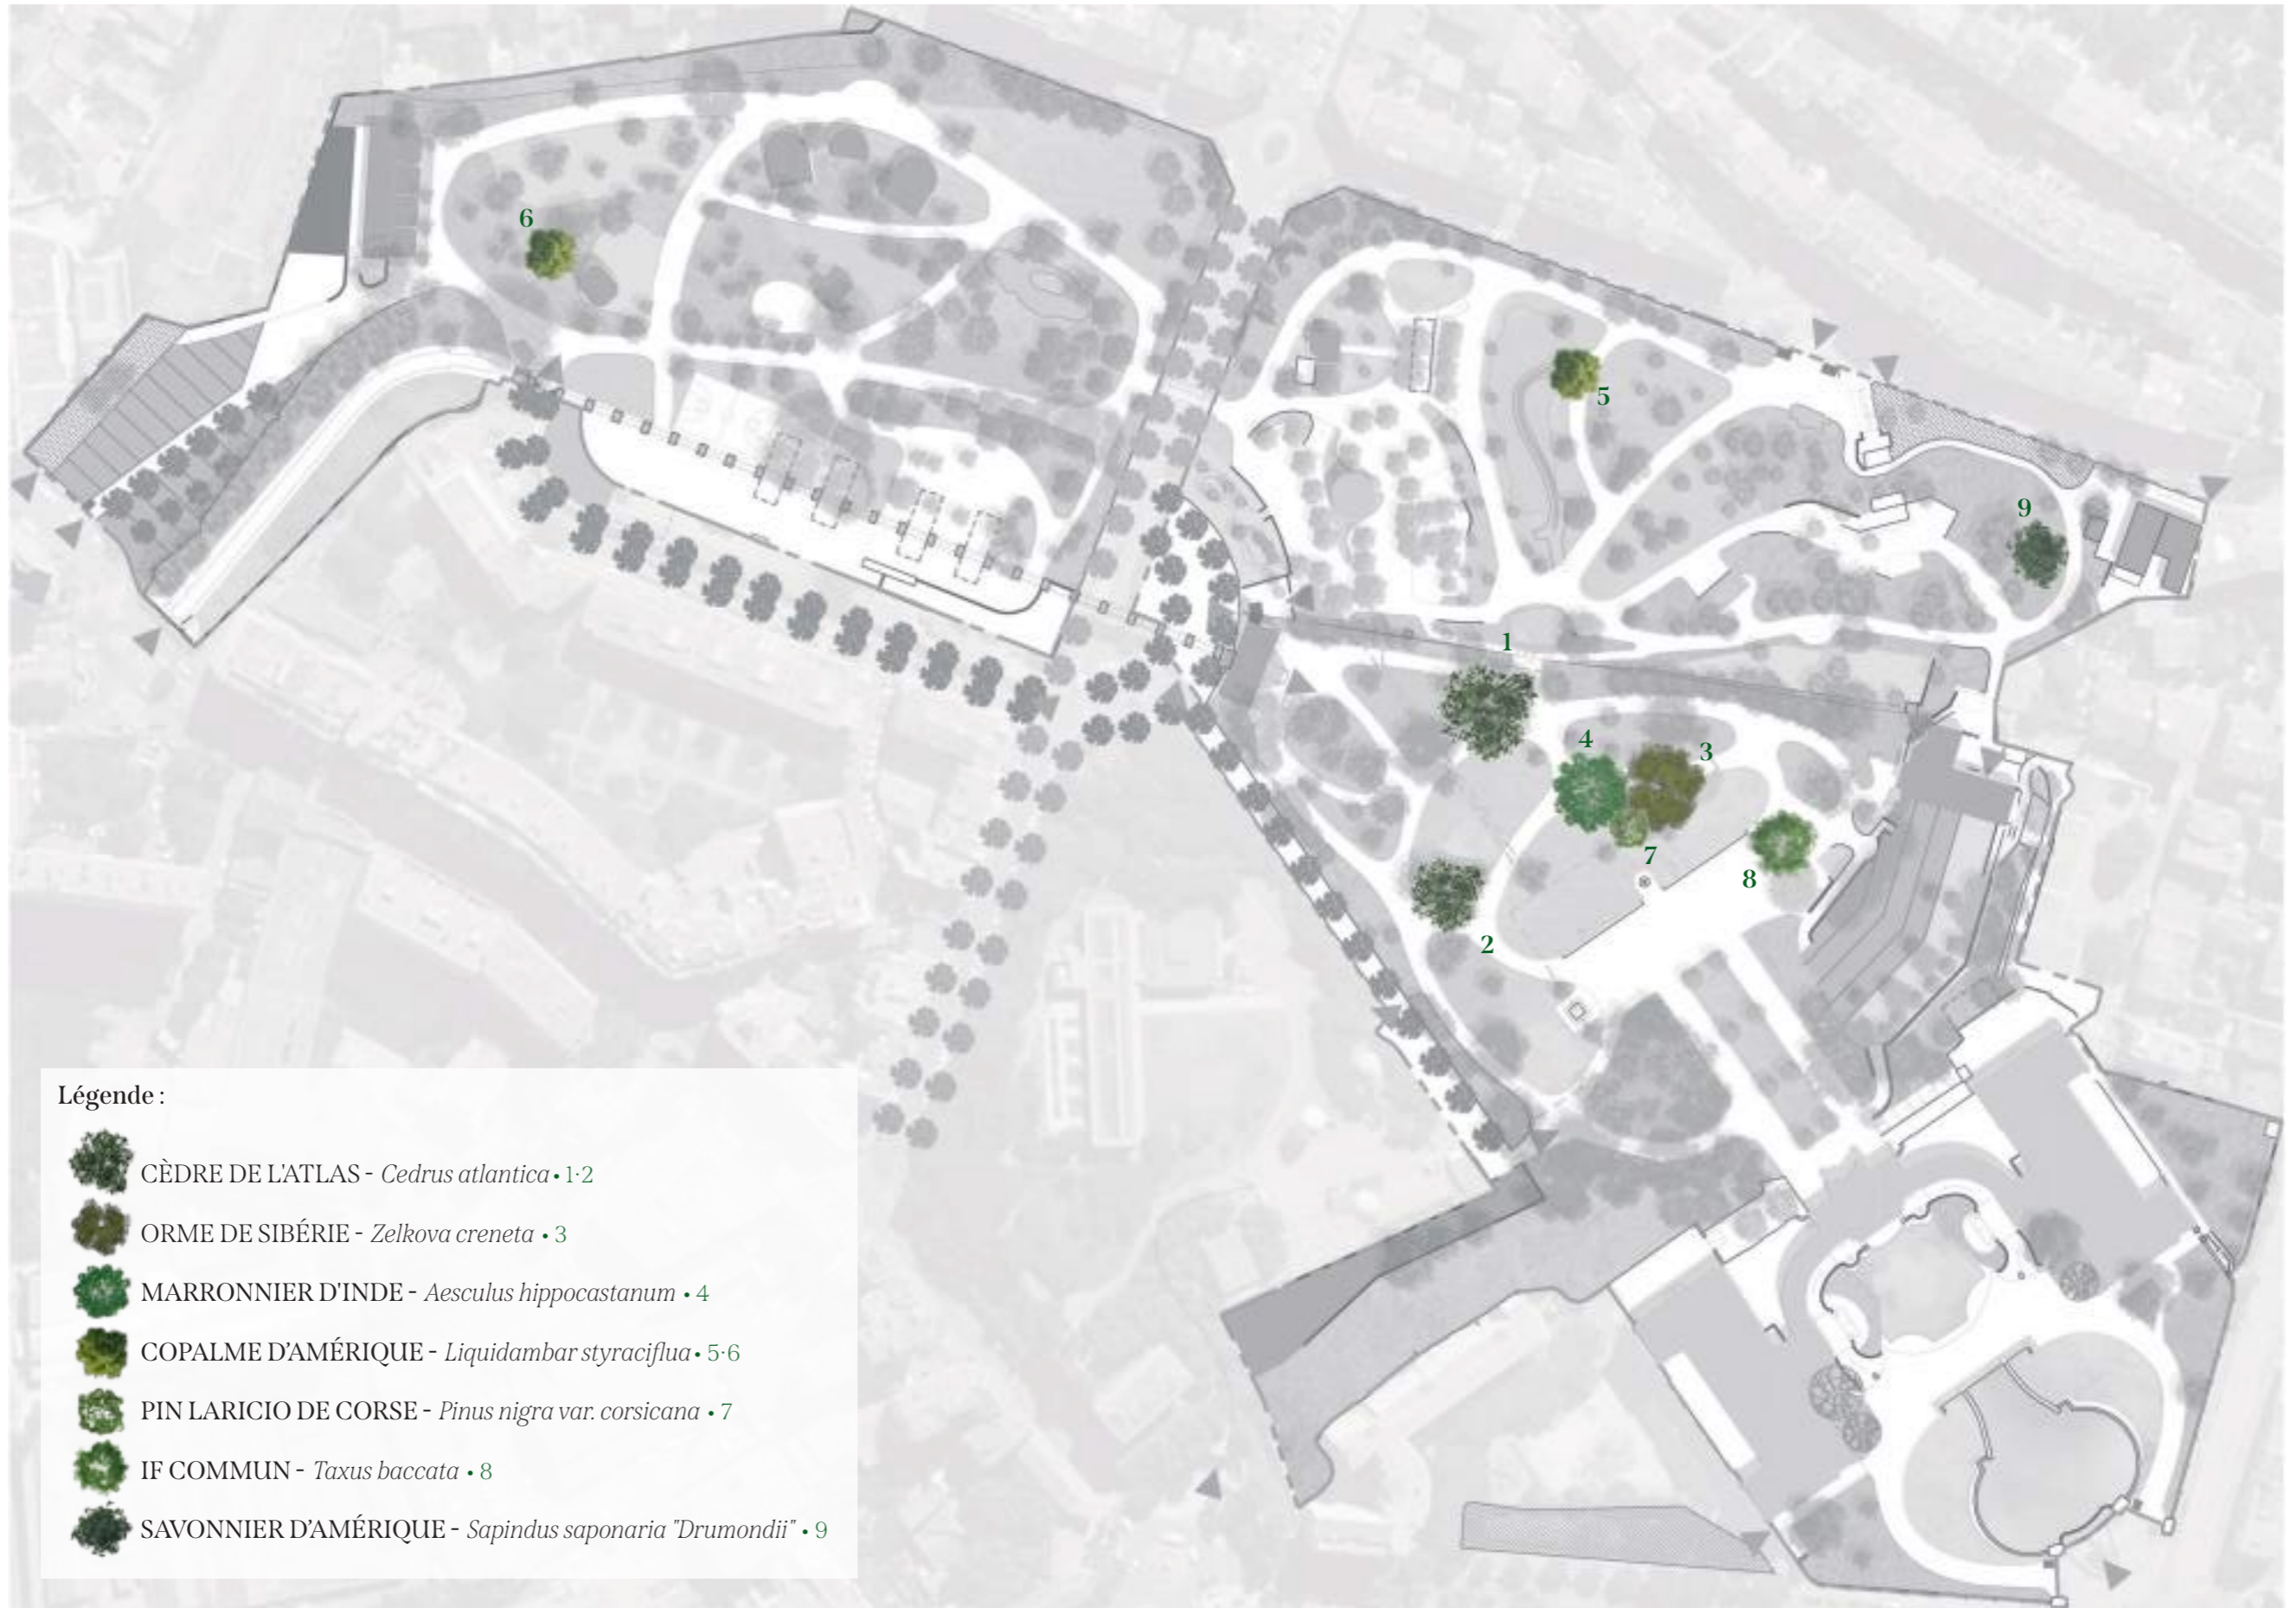 6
5
9
1
4
3
7
8
2
Légende :
CÈDRE DE L'ATLAS - Cedrus atlantica • 1·2
ORME DE SIBÉRIE - Zelkova creneta • 3
MARRONNIER D'INDE - Aesculus hippocastanum • 4
COPALME D'AMÉRIQUE - Liquidambar styraciflua • 5·6
PIN LARICIO DE CORSE - Pinus nigra var. corsicana • 7
IF COMMUN - Taxus baccata • 8
SAVONNIER D'AMÉRIQUE - Sapindus saponaria "Drumondii" • 9